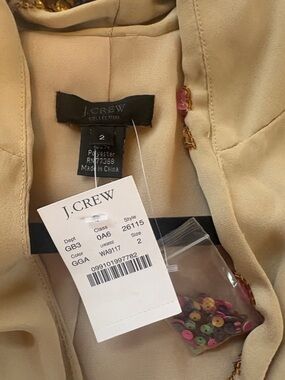 J.CREW
COLLECTION
2
Polyester
RN77388
Made in China
J.CREW
Dept Class Style
GB3 0A6 26115
Color Size
GGA WA9117 2
099101997782